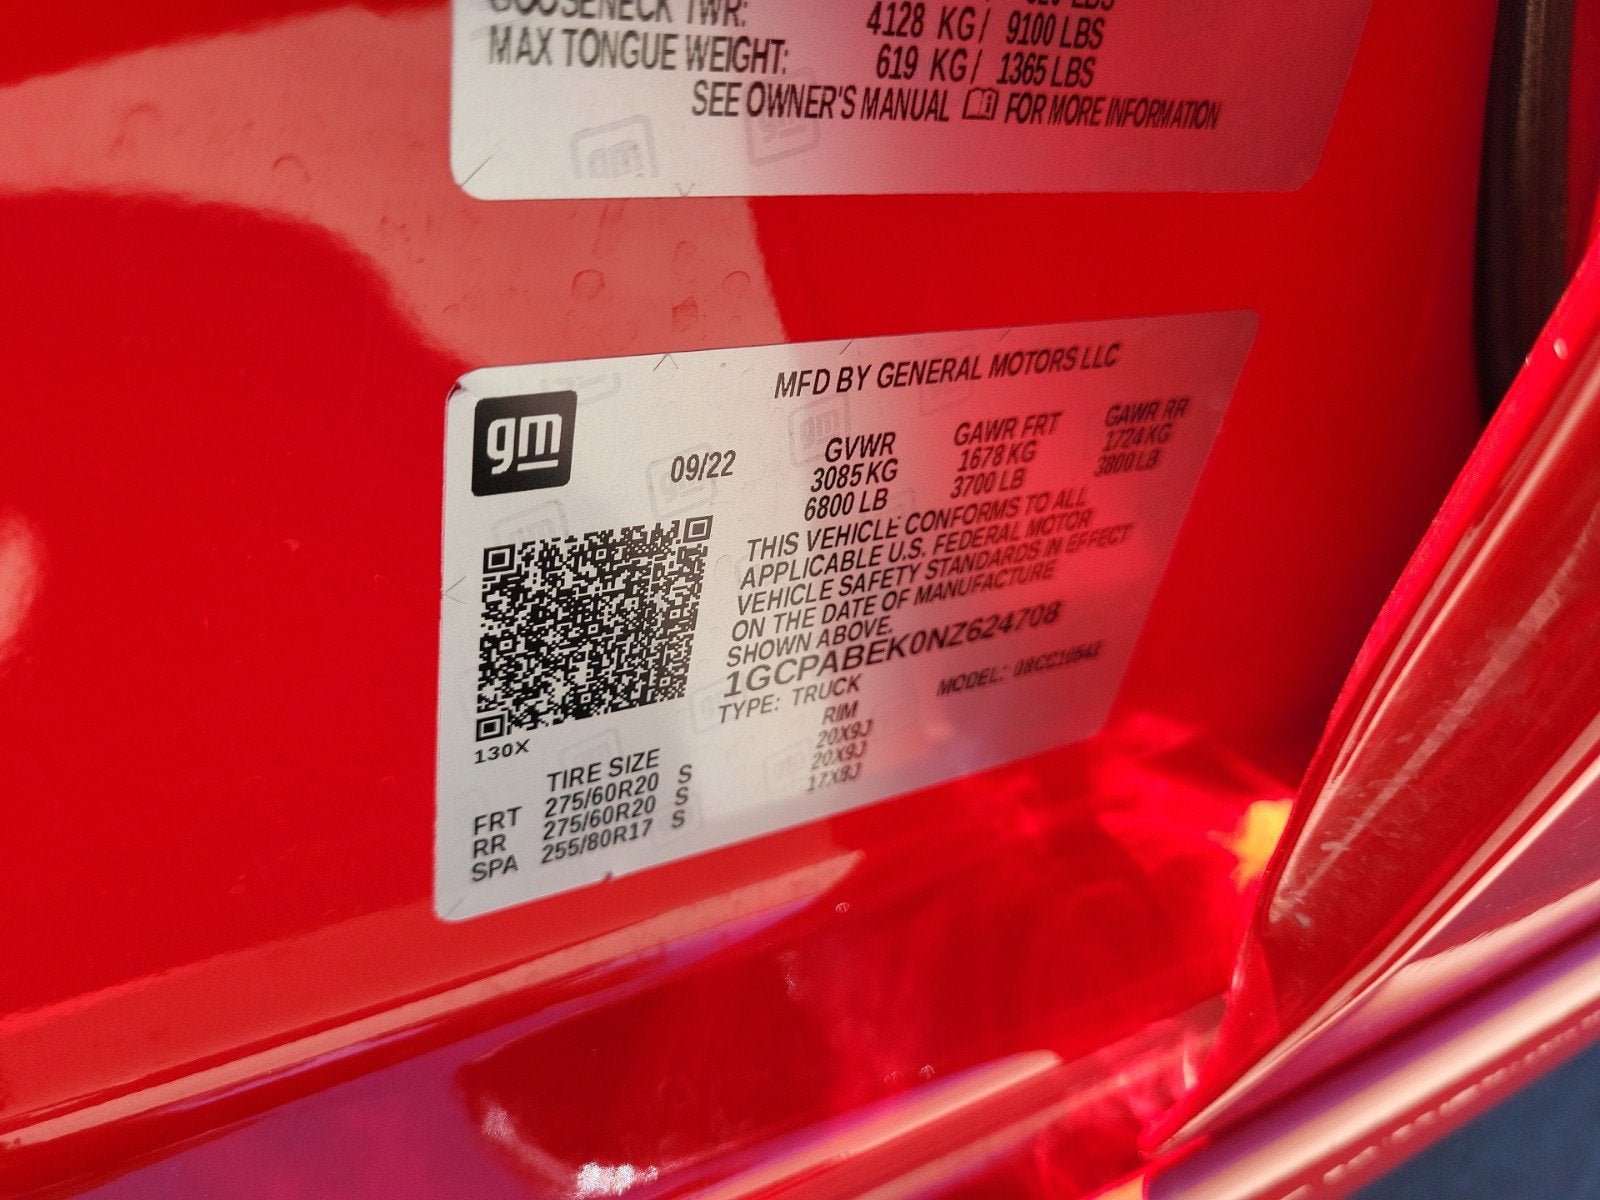 GOOSENECK TWR: 4128 KG / 9100 LBS
MAX TONGUE WEIGHT: 619 KG / 1365 LBS
SEE OWNER'S MANUAL FOR MORE INFORMATION
MFD BY GENERAL MOTORS LLC
gm
09/22
GVWR GAWR FRT GAWR RR
3085 KG 1678 KG 1724 KG
6800 LB 3700 LB 3800 LB
THIS VEHICLE CONFORMS TO ALL
APPLICABLE U.S. FEDERAL MOTOR
VEHICLE SAFETY STANDARDS IN EFFECT
ON THE DATE OF MANUFACTURE
SHOWN ABOVE.
1GCPABEK0NZ624708
TYPE: TRUCK MODEL:
130X
TIRE SIZE RIM
FRT 275/60R20 S 20X9J
RR 275/60R20 S 20X9J
SPA 255/80R17 S 17X8J